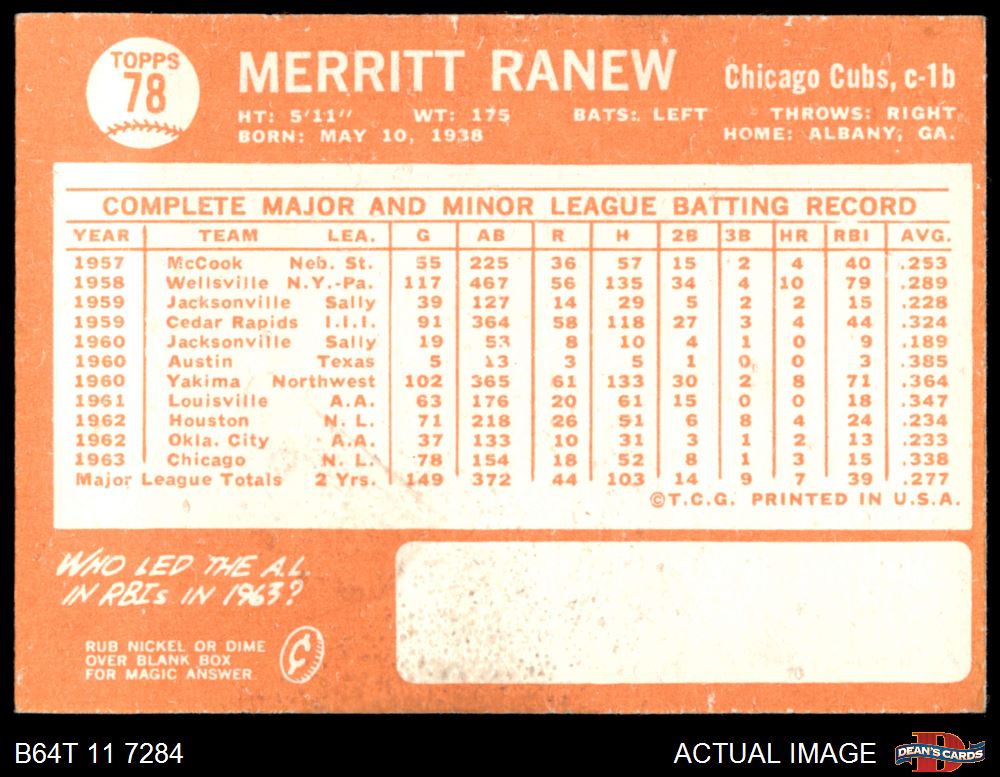 TOPPS
78
MERRITT RANEW
Chicago Cubs, c-1b
HT: 5'11" WT: 175 BATS: LEFT THROWS: RIGHT
BORN: MAY 10, 1938 HOME: ALBANY, GA.
COMPLETE MAJOR AND MINOR LEAGUE BATTING RECORD
YEAR TEAM LEA. G AB R H 2B 3B HR RBI AVG.
1957 McCook Neb. St. 55 225 36 57 15 2 4 40 .253
1958 Wellsville N.Y.-Pa. 117 467 56 135 34 4 10 79 .289
1959 Jacksonville Sally 39 127 14 29 5 2 2 15 .228
1959 Cedar Rapids I.I.I. 91 364 58 118 27 3 4 44 .324
1960 Jacksonville Sally 19 53 8 10 4 1 0 9 .189
1960 Austin Texas 5 13 3 5 1 0 0 3 .385
1960 Yakima Northwest 102 365 61 133 30 2 8 71 .364
1961 Louisville A.A. 63 176 20 61 15 0 0 18 .347
1962 Houston N. L. 71 218 26 51 6 8 4 24 .234
1962 Okla. City A.A. 37 133 10 31 3 1 2 13 .233
1963 Chicago N. L. 78 154 18 52 8 1 3 15 .338
Major League Totals 2 Yrs. 149 372 44 103 14 9 7 39 .277
©T.C.G. PRINTED IN U.S.A.
WHO LED THE A.L.
IN RBIs IN 1963?
RUB NICKEL OR DIME
OVER BLANK BOX
FOR MAGIC ANSWER
¢
B64T 11 7284
ACTUAL IMAGE
DEAN'S CARDS